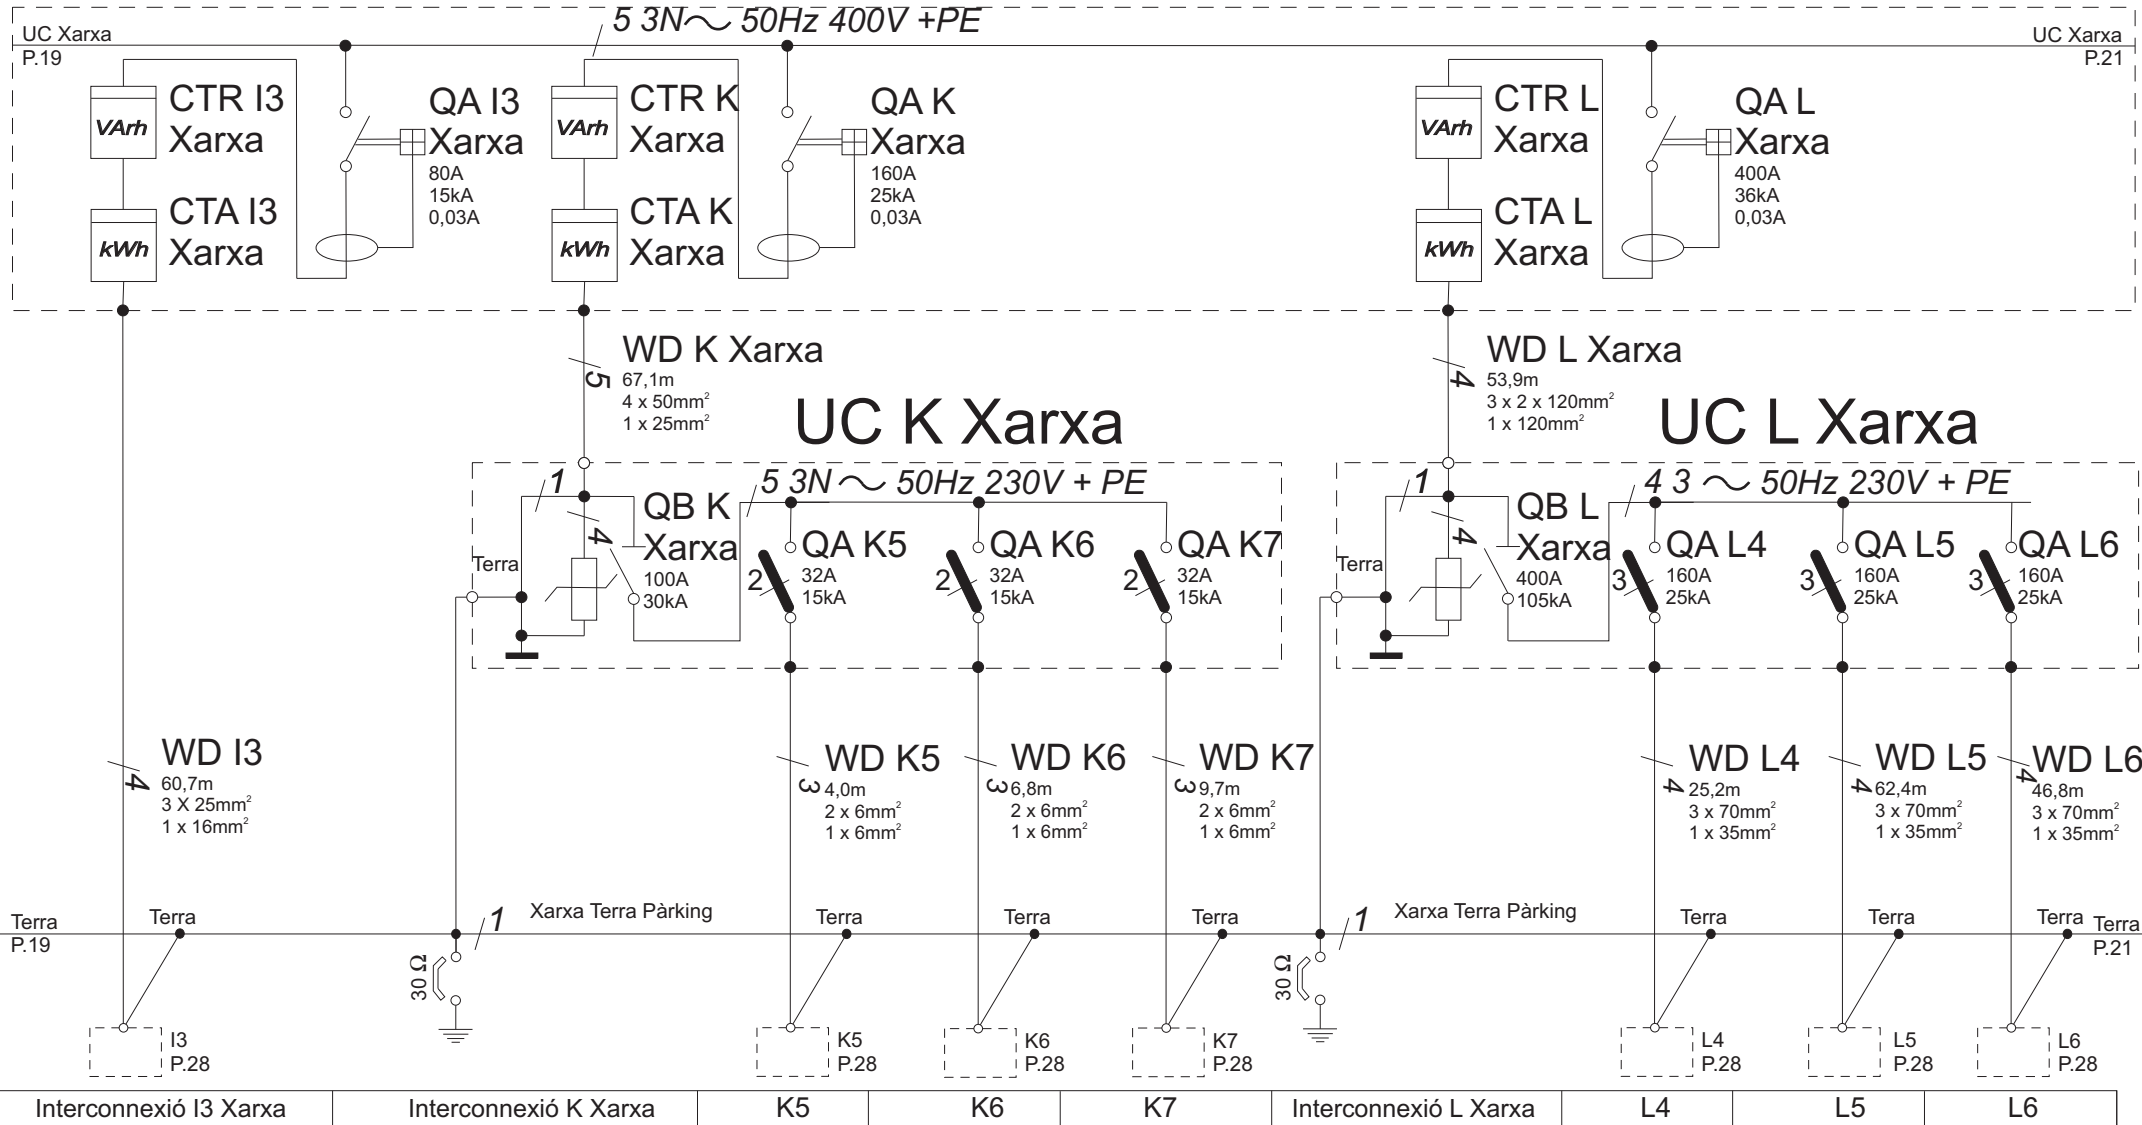 5 3N 50Hz 400V +PE
UC Xarxa
P.19
UC Xarxa
P.21
CTR I3
Xarxa
VArh
QA I3
Xarxa
80A
15kA
0,03A
CTA I3
Xarxa
kWh
CTR K
Xarxa
VArh
QA K
Xarxa
160A
25kA
0,03A
CTA K
Xarxa
kWh
CTR L
Xarxa
VArh
QA L
Xarxa
400A
36kA
0,03A
CTA L
Xarxa
kWh
WD K Xarxa
5
67,1m
4 x 50mm²
1 x 25mm²
WD L Xarxa
4
53,9m
3 x 2 x 120mm²
1 x 120mm²
UC K Xarxa
UC L Xarxa
1
5 3N 50Hz 230V + PE
QB K
Xarxa
4
100A
30kA
Terra
QA K5
2
32A
15kA
QA K6
2
32A
15kA
QA K7
2
32A
15kA
1
4 3 50Hz 230V + PE
QB L
Xarxa
4
400A
105kA
Terra
QA L4
3
160A
25kA
QA L5
3
160A
25kA
QA L6
3
160A
25kA
WD I3
4
60,7m
3 X 25mm²
1 x 16mm²
WD K5
3
4,0m
2 x 6mm²
1 x 6mm²
WD K6
3
6,8m
2 x 6mm²
1 x 6mm²
WD K7
3
9,7m
2 x 6mm²
1 x 6mm²
WD L4
4
25,2m
3 x 70mm²
1 x 35mm²
WD L5
4
62,4m
3 x 70mm²
1 x 35mm²
WD L6
4
46,8m
3 x 70mm²
1 x 35mm²
Terra
P.19
Terra
1
Xarxa Terra Pàrking
Terra
Terra
Terra
1
Xarxa Terra Pàrking
Terra
Terra
Terra
Terra
P.21
30 Ω
30 Ω
I3
P.28
K5
P.28
K6
P.28
K7
P.28
L4
P.28
L5
P.28
L6
P.28
Interconnexió I3 Xarxa
Interconnexió K Xarxa
K5
K6
K7
Interconnexió L Xarxa
L4
L5
L6